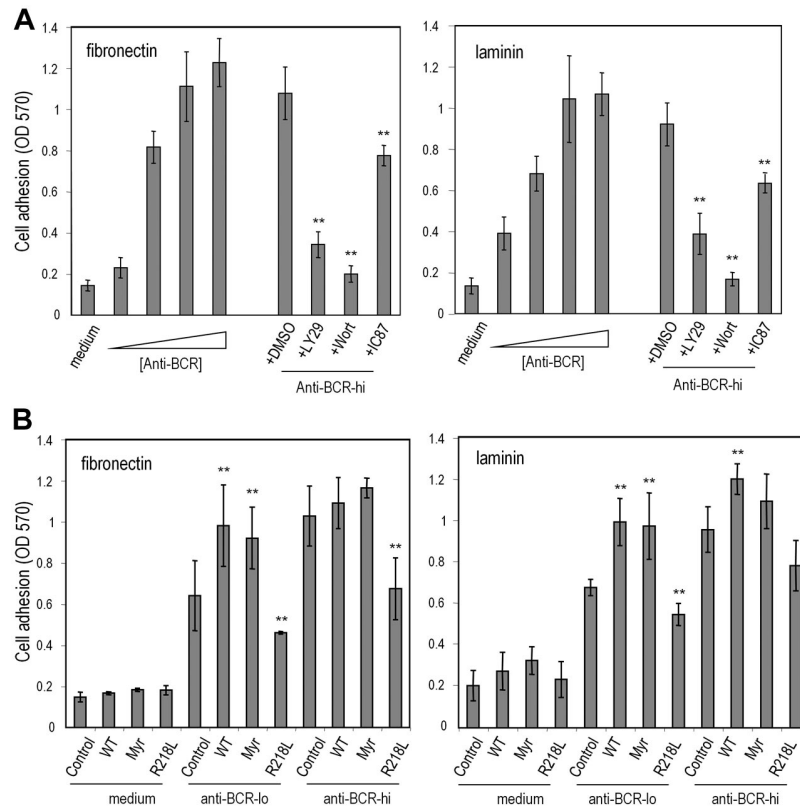 A
fibronectin
Cell adhesion (OD 570)
1.4
1.2
1
0.8
0.6
0.4
0.2
0
**
**
**
medium
[Anti-BCR]
+DMSO
+LY29
+Wort
+IC87
Anti-BCR-hi
laminin
1.4
1.2
1
0.8
0.6
0.4
0.2
0
**
**
**
medium
[Anti-BCR]
+DMSO
+LY29
+Wort
+IC87
Anti-BCR-hi
B
fibronectin
Cell adhesion (OD 570)
1.4
1.2
1
0.8
0.6
0.4
0.2
0
**
**
**
**
Control
WT
Myr
R218L
Control
WT
Myr
R218L
Control
WT
Myr
R218L
medium
anti-BCR-lo
anti-BCR-hi
laminin
1.4
1.2
1
0.8
0.6
0.4
0.2
0
**
**
**
**
Control
WT
Myr
R218L
Control
WT
Myr
R218L
Control
WT
Myr
R218L
medium
anti-BCR-lo
anti-BCR-hi